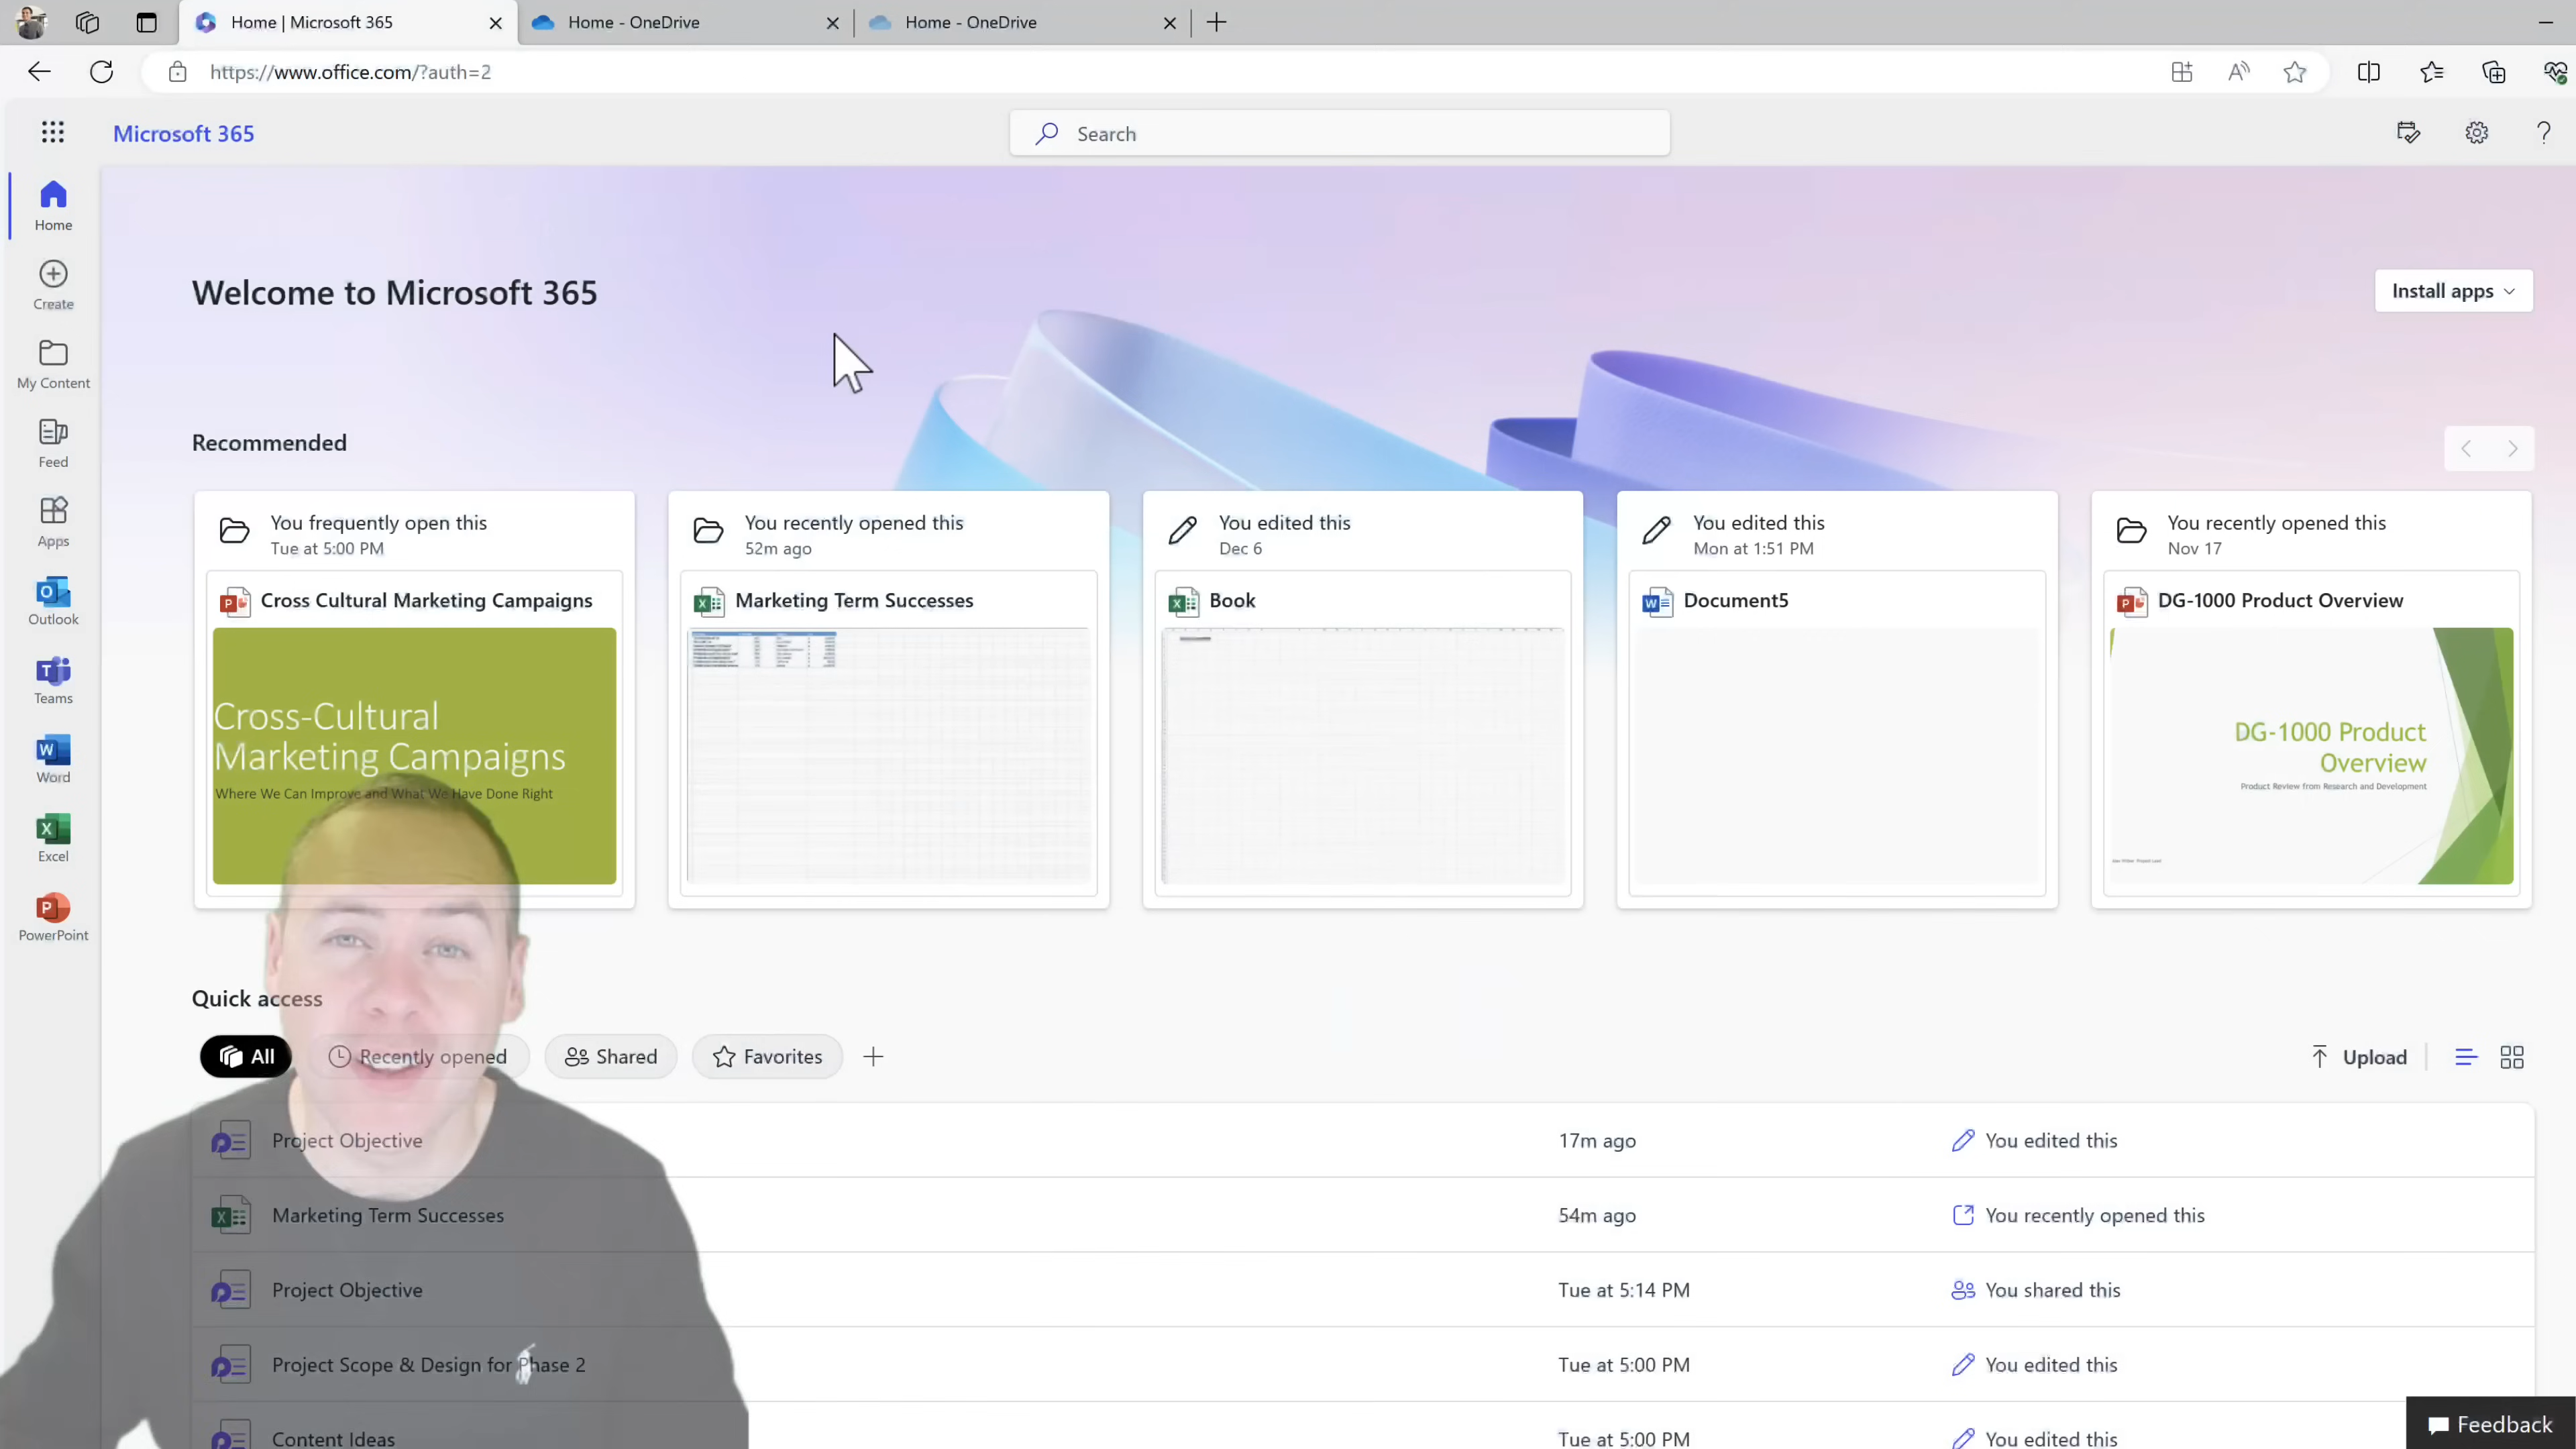 Home | Microsoft 365
Home - OneDrive
Home - OneDrive
https://www.office.com/?auth=2
Microsoft 365
Search
Home
Create
My Content
Feed
Apps
Outlook
Teams
Word
Excel
PowerPoint
Welcome to Microsoft 365
Install apps
Recommended
You frequently open this
Tue at 5:00 PM
Cross Cultural Marketing Campaigns
Cross-Cultural
Marketing Campaigns
Where We Can Improve and What We Have Done Right
You recently opened this
52m ago
Marketing Term Successes
You edited this
Dec 6
Book
You edited this
Mon at 1:51 PM
Document5
You recently opened this
Nov 17
DG-1000 Product Overview
DG-1000 Product
Overview
Product Review from Research and Development
Quick access
All
Recently opened
Shared
Favorites
Upload
Project Objective 17m ago You edited this
Marketing Term Successes 54m ago You recently opened this
Project Objective Tue at 5:14 PM You shared this
Project Scope & Design for Phase 2 Tue at 5:00 PM You edited this
Content Ideas Tue at 5:00 PM You edited this
Feedback